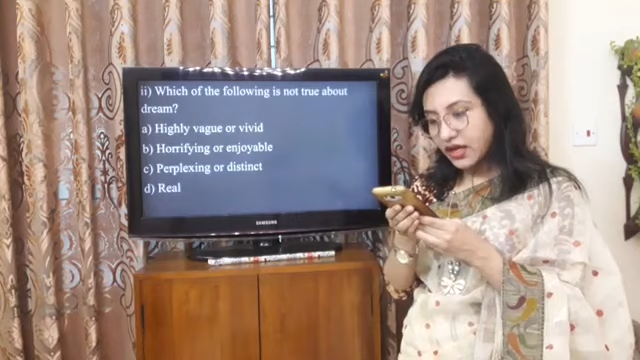 ii) Which of the following is not true about
dream?
a) Highly vague or vivid
b) Horrifying or enjoyable
c) Perplexing or distinct
d) Real
SAMSUNG